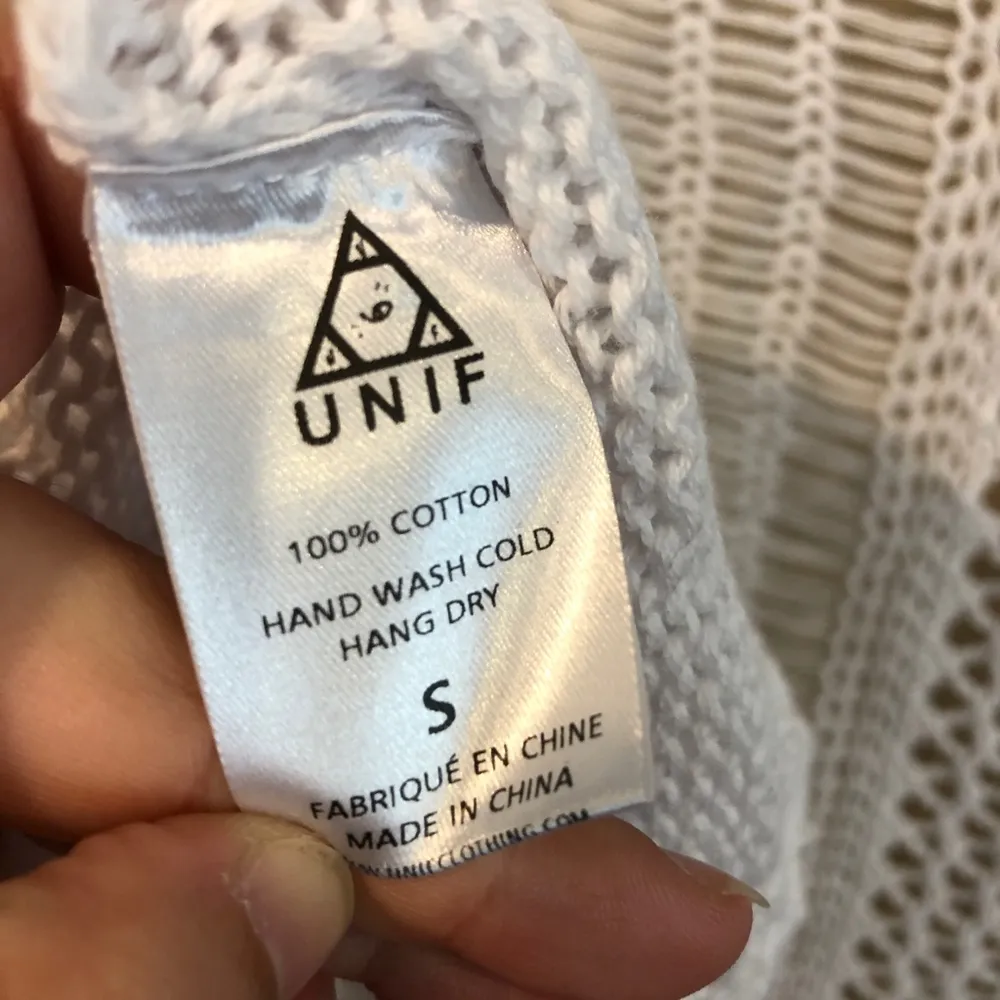 UNIF
100% COTTON
HAND WASH COLD
HANG DRY
S
FABRIQUÉ EN CHINE
MADE IN CHINA